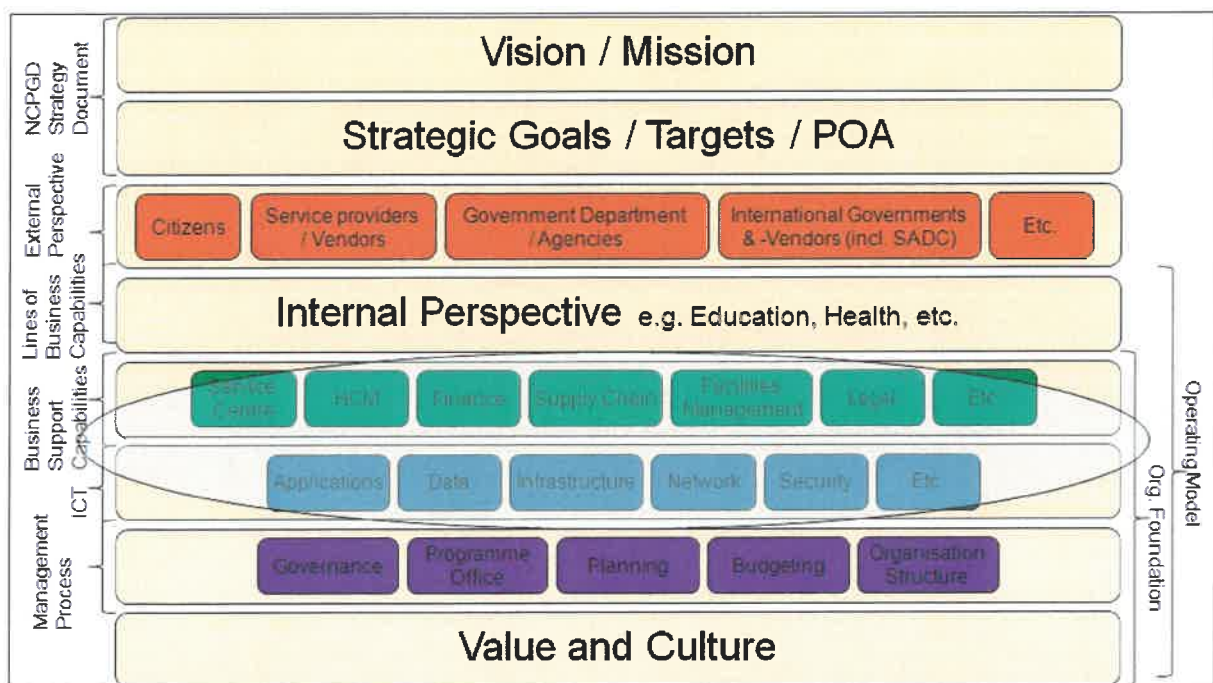 NCPGD
Strategy
Document
Vision / Mission
Strategic Goals / Targets / POA
External
Perspective
Citizens
Service providers
/ Vendors
Government Department
/ Agencies
International Governments
& -Vendors (incl. SADC)
Etc.
Lines of
Business
Capabilities
Internal Perspective e.g. Education, Health, etc.
Business
Support
Capabilities
Service
Centre
HCM
Finance
Supply Chain
Facilities
Management
Legal
Etc
ICT
Applications
Data
Infrastructure
Network
Security
Etc
Management
Process
Governance
Programme
Office
Planning
Budgeting
Organisation
Structure
Value and Culture
Org. Foundation
Operating Model